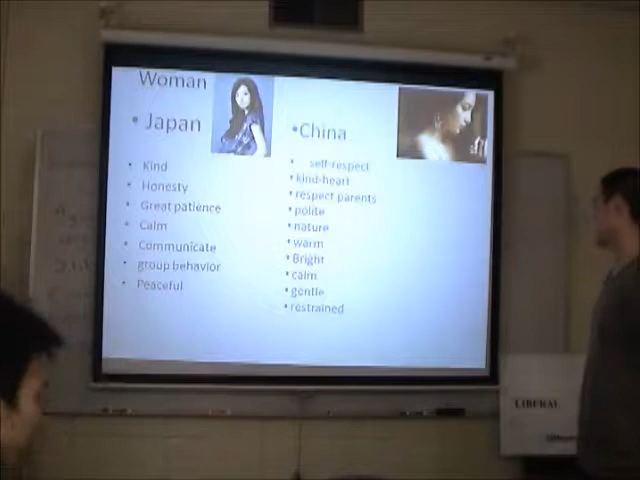 Woman
• Japan
• Kind
• Honesty
• Great patience
• Calm
• Communicate
• group behavior
• Peaceful
•China
• self-respect
• kind-heart
• respect parents
• polite
• nature
• warm
• Bright
• calm
• gentle
• restrained
LIBERAL